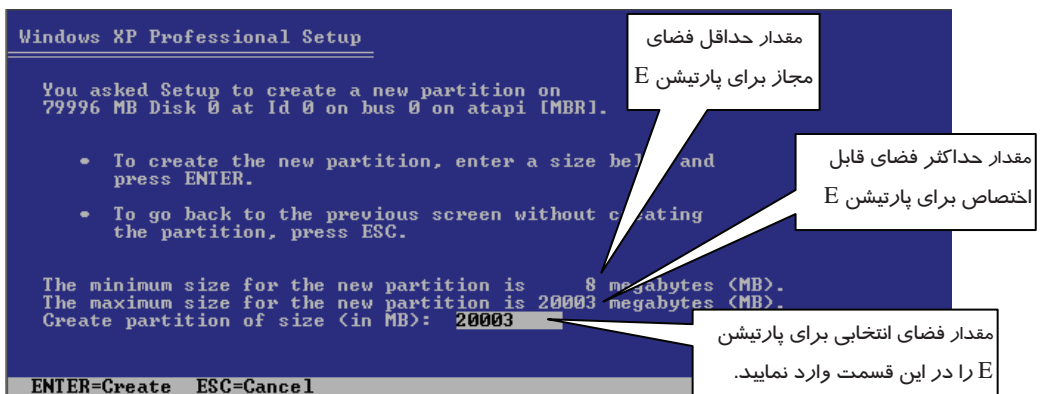 Windows XP Professional Setup
مقدار حداقل فضای
مجاز برای پارتیشن E
You asked Setup to create a new partition on
79996 MB Disk 0 at Id 0 on bus 0 on atapi [MBR].
• To create the new partition, enter a size bel and
press ENTER.
مقدار حداکثر فضای قابل
اختصاص برای پارتیشن E
• To go back to the previous screen without c ating
the partition, press ESC.
The minimum size for the new partition is 8 megabytes (MB).
The maximum size for the new partition is 20003 megabytes (MB).
Create partition of size (in MB): 20003
مقدار فضای انتخابی برای پارتیشن
E را در این قسمت وارد نمایید.
ENTER=Create ESC=Cancel